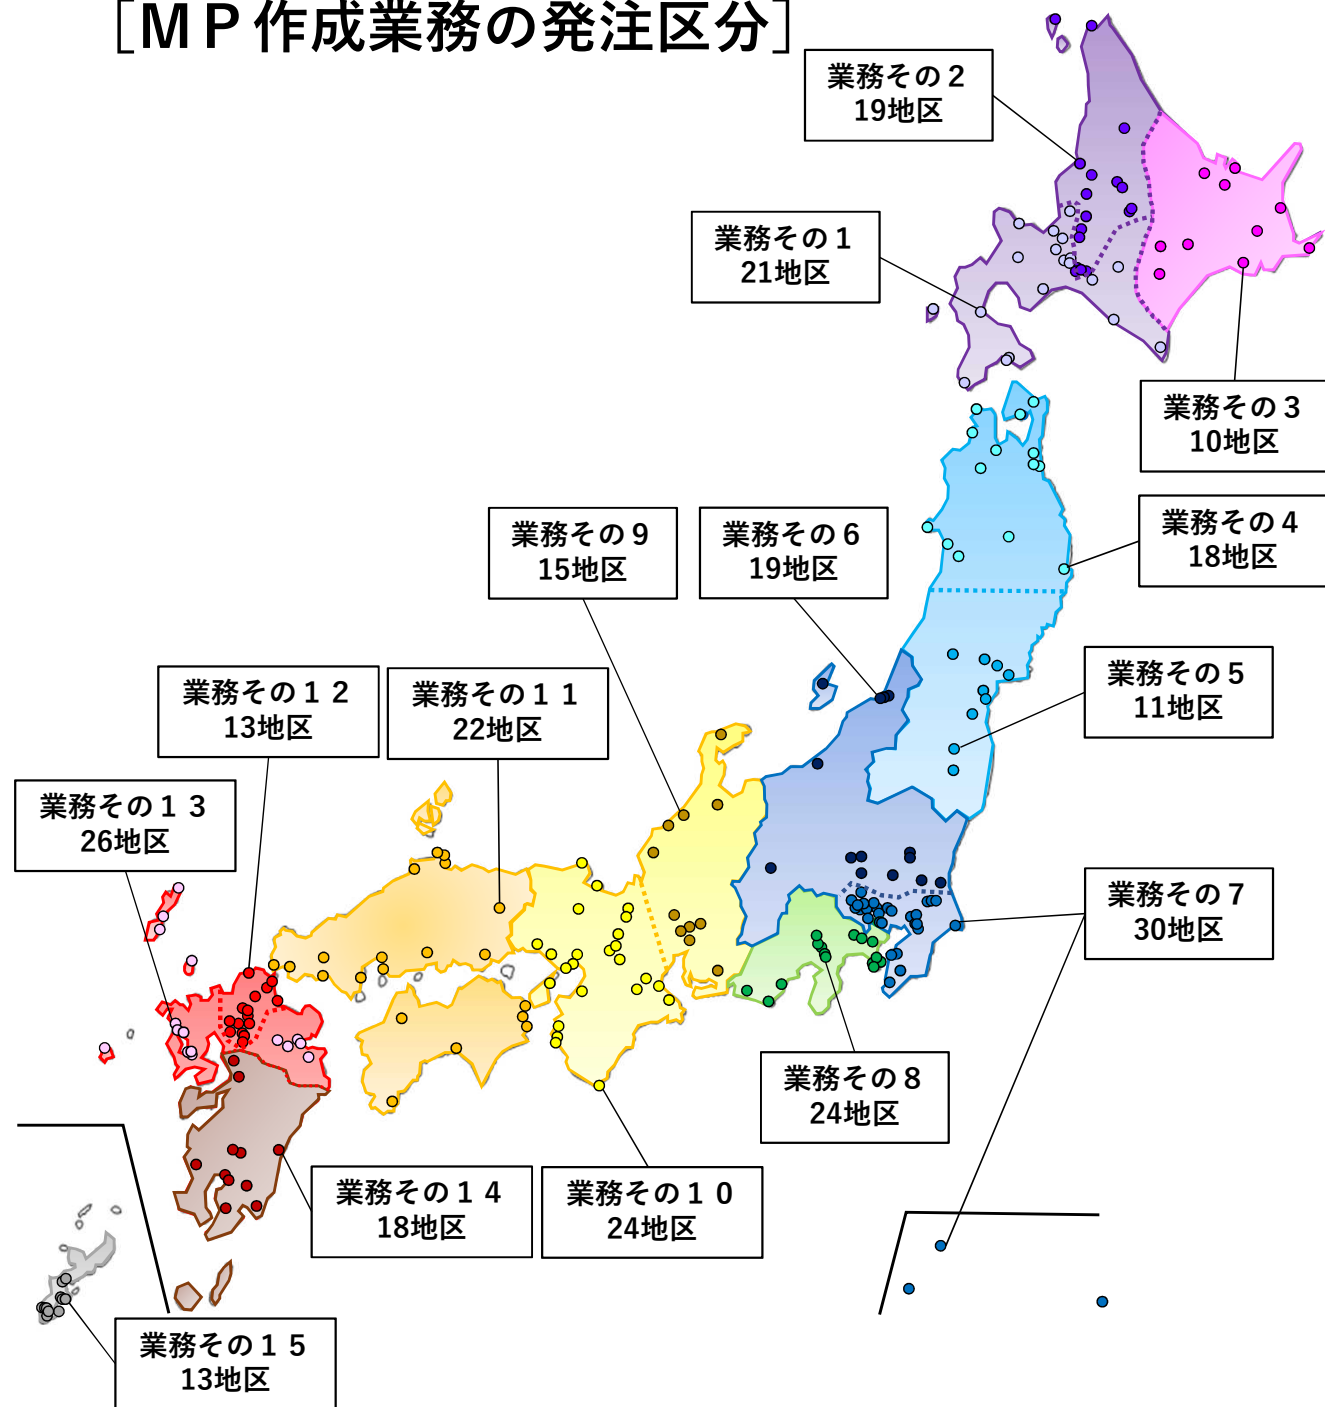 ［ＭＰ作成業務の発注区分］
業務その２
19地区
業務その１
21地区
業務その３
10地区
業務その４
18地区
業務その９
15地区
業務その６
19地区
業務その５
11地区
業務その１２
13地区
業務その１１
22地区
業務その１３
26地区
業務その７
30地区
業務その８
24地区
業務その１４
18地区
業務その１０
24地区
業務その１５
13地区